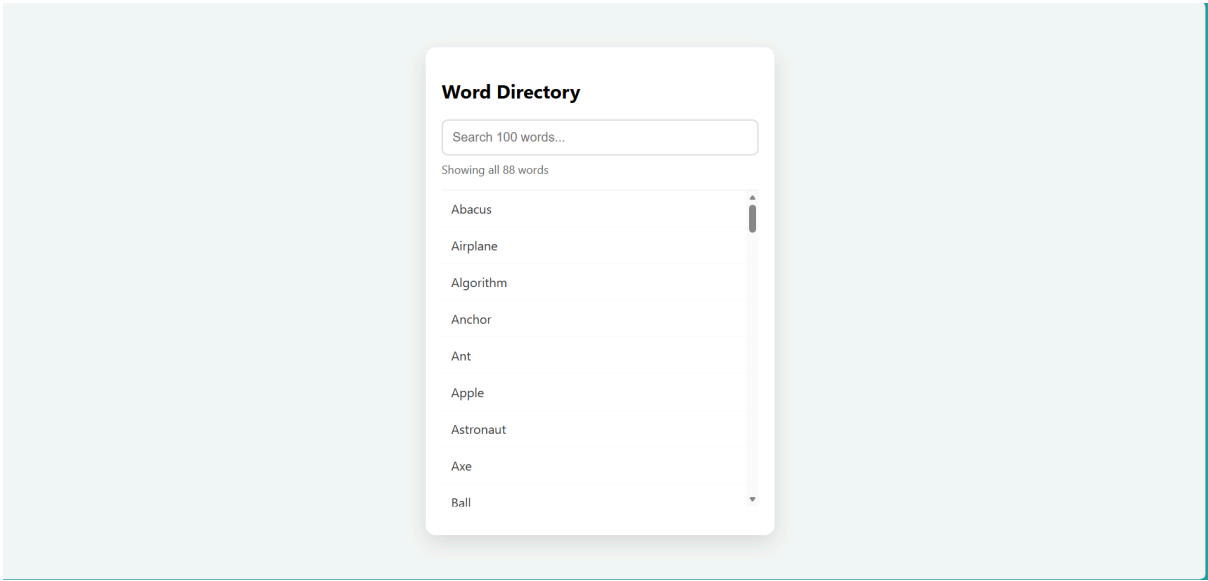 Word Directory
Search 100 words...
Showing all 88 words
Abacus
Airplane
Algorithm
Anchor
Ant
Apple
Astronaut
Axe
Ball